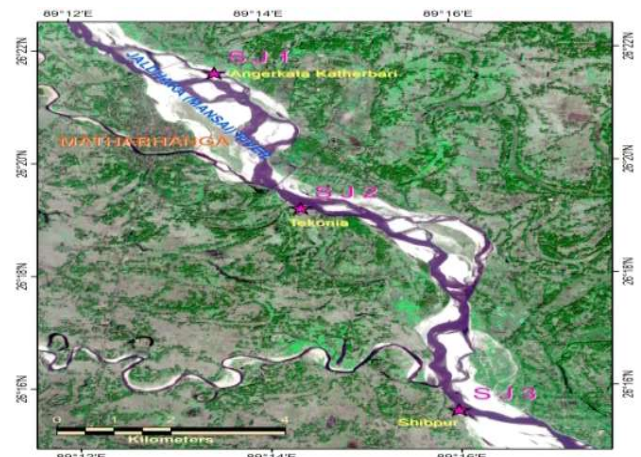 89°12'E 89°14'E 89°16'E
26°22'N 26°22'N
S J 1
Angerkata Katherbari
JALDHAKA (MANSAI) RIVER
MATHABHANGA
26°20'N 26°20'N
S J 2
Tekonia
26°18'N 26°18'N
26°16'N 26°16'N
S J 3
Shibpur
0 1 2 4
Kilometers
89°12'E 89°14'E 89°16'E